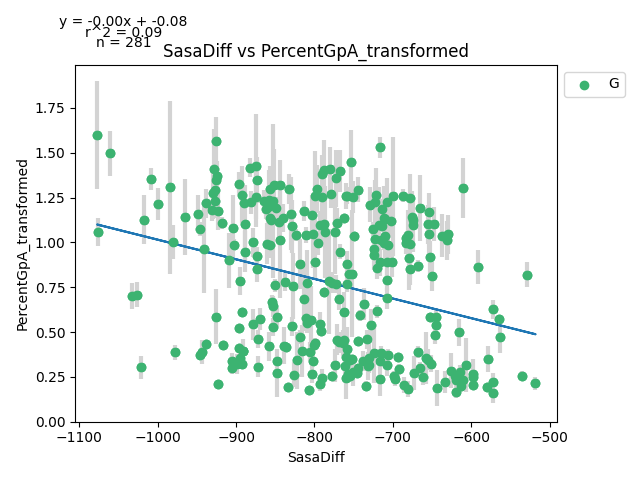 y = -0.00x + -0.08
r^2 = 0.09
n = 281
SasaDiff vs PercentGpA_transformed
G
PercentGpA_transformed
1.75
1.50
1.25
1.00
0.75
0.50
0.25
0.00
−1100 −1000 −900 −800 −700 −600 −500
SasaDiff